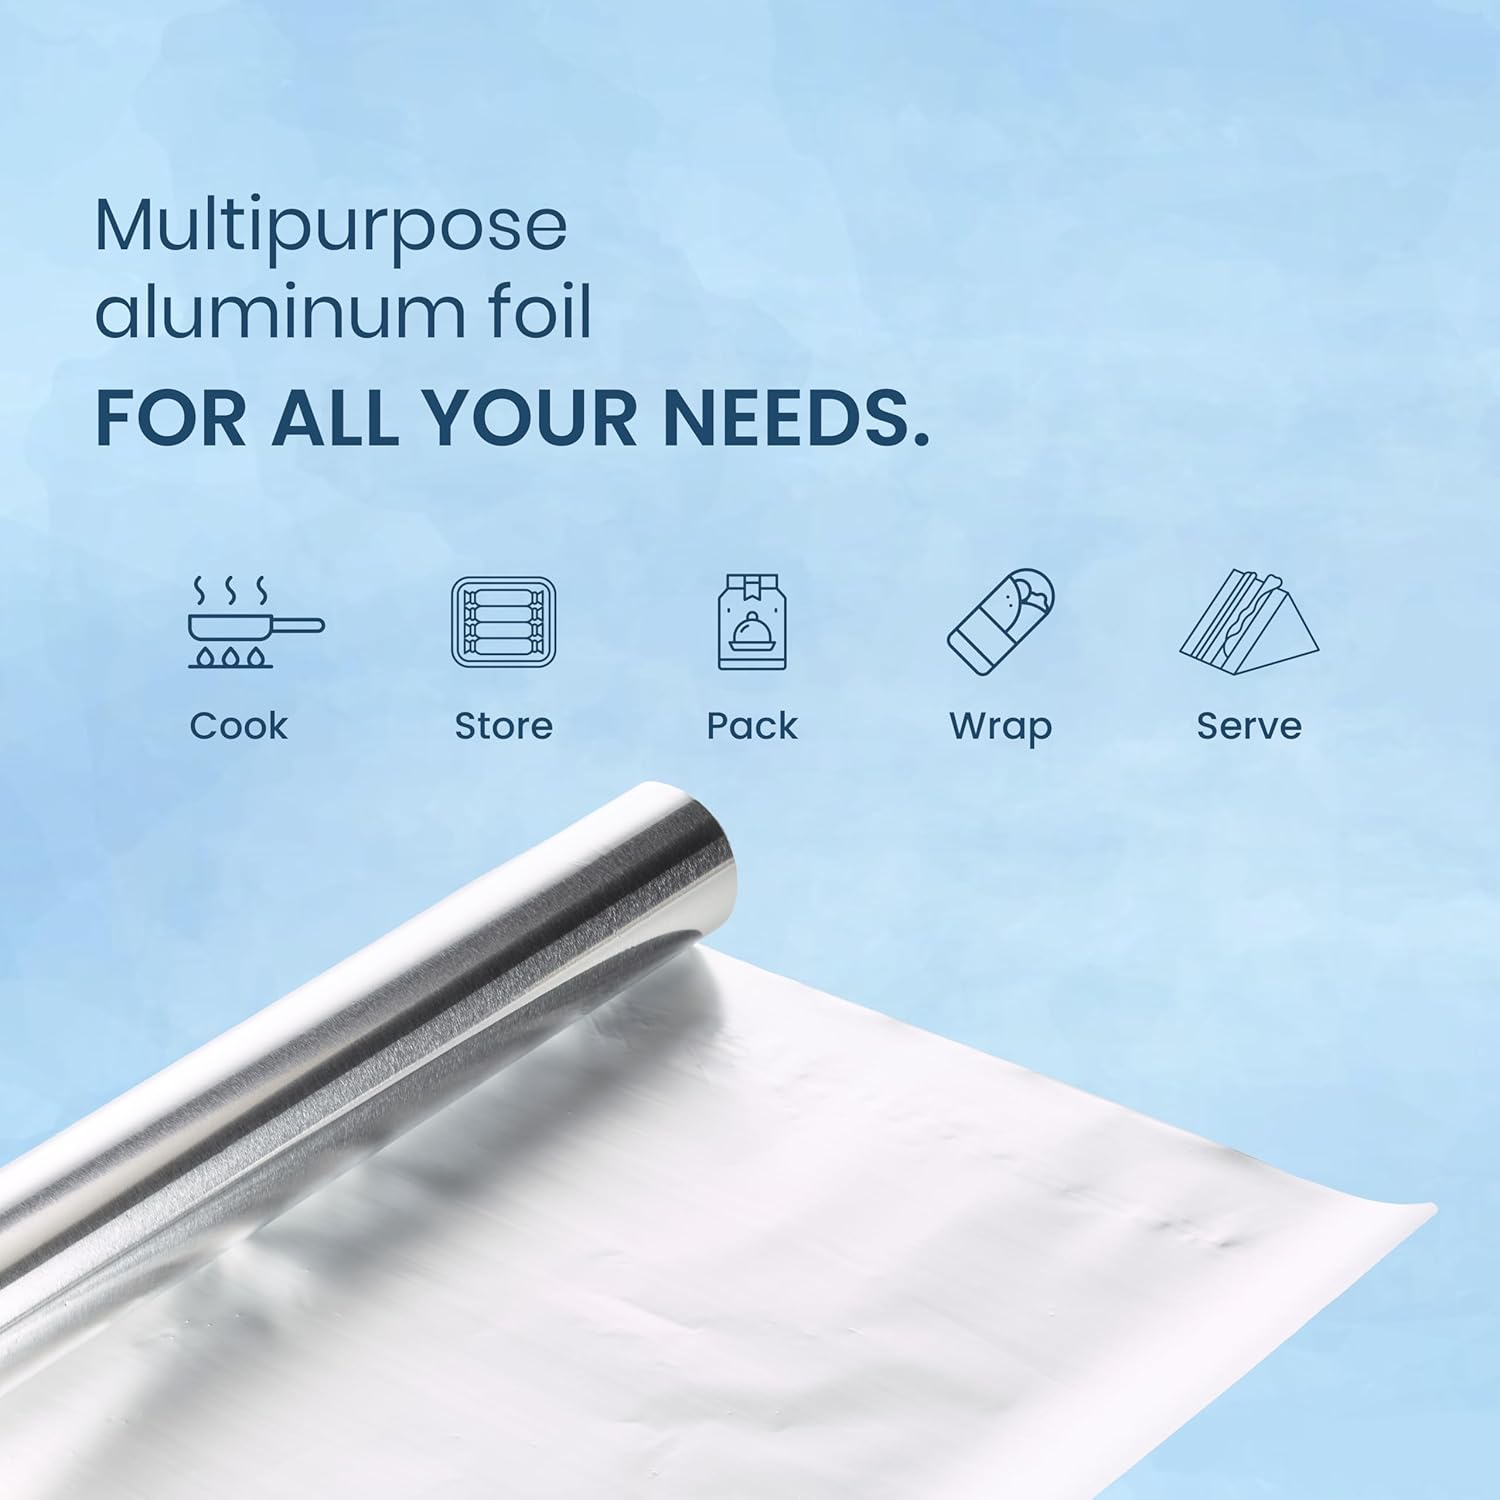 Multipurpose
aluminum foil
FOR ALL YOUR NEEDS.
Cook
Store
Pack
Wrap
Serve